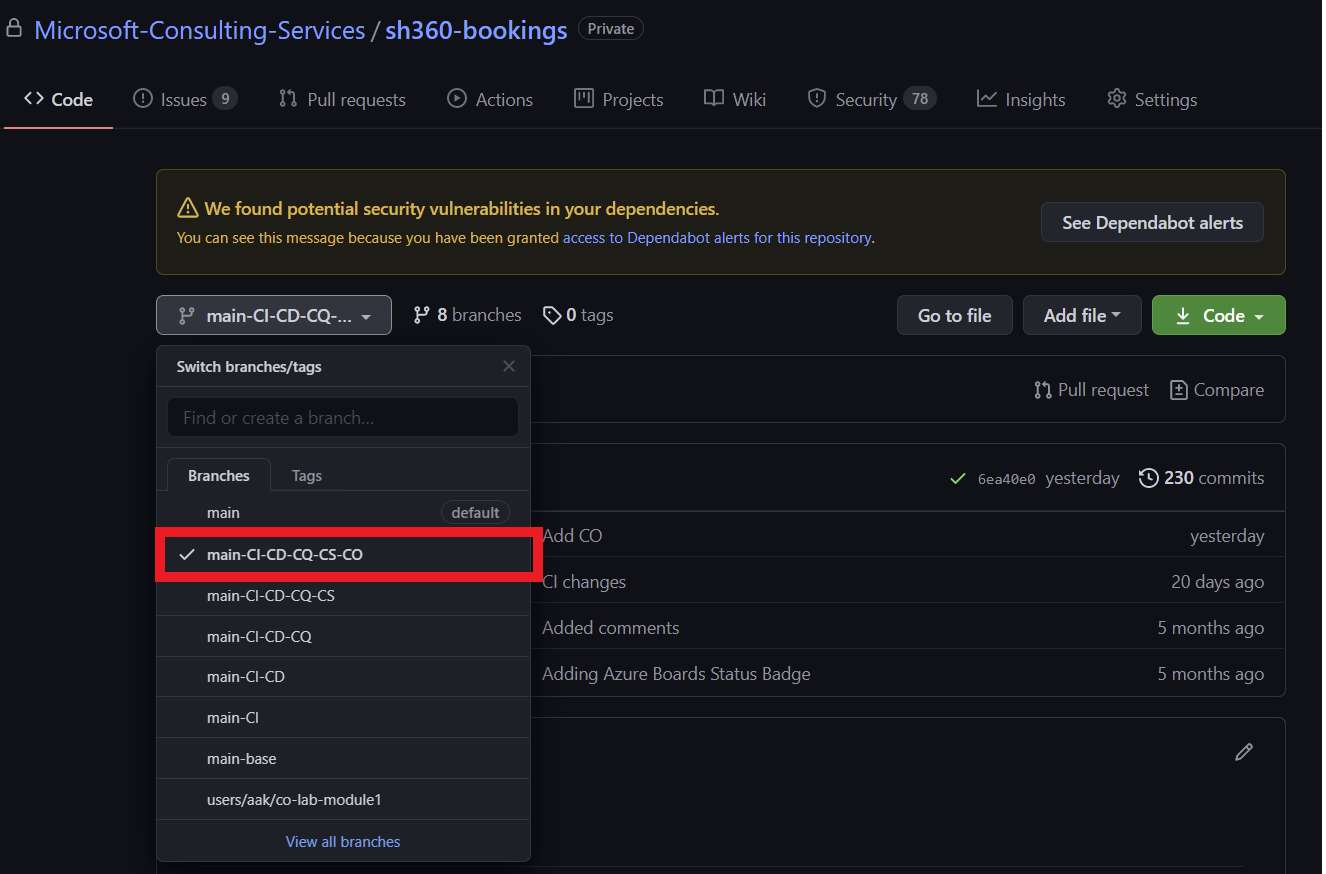 Microsoft-Consulting-Services / sh360-bookings Private
Code Issues 9 Pull requests Actions Projects Wiki Security 78 Insights Settings
We found potential security vulnerabilities in your dependencies.
You can see this message because you have been granted access to Dependabot alerts for this repository.
See Dependabot alerts
main-CI-CD-CQ-... 8 branches 0 tags Go to file Add file Code
Switch branches/tags
Find or create a branch...
Branches Tags
main default
main-CI-CD-CQ-CS-CO
main-CI-CD-CQ-CS
main-CI-CD-CQ
main-CI-CD
main-CI
main-base
users/aak/co-lab-module1
View all branches
Pull request Compare
6ea40e0 yesterday 230 commits
Add CO yesterday
CI changes 20 days ago
Added comments 5 months ago
Adding Azure Boards Status Badge 5 months ago